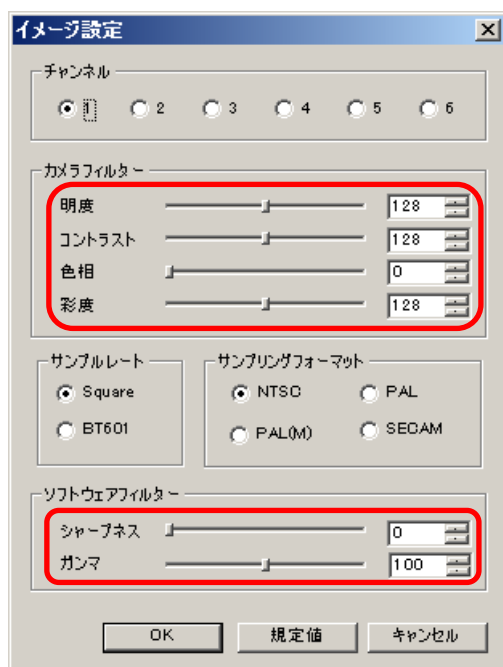 イメージ設定
チャンネル
1 2 3 4 5 6
カメラフィルター
明度 128
コントラスト 128
色相 0
彩度 128
サンプルレート
Square
BT601
サンプリングフォーマット
NTSC PAL
PAL(M) SECAM
ソフトウェアフィルター
シャープネス 0
ガンマ 100
OK 規定値 キャンセル